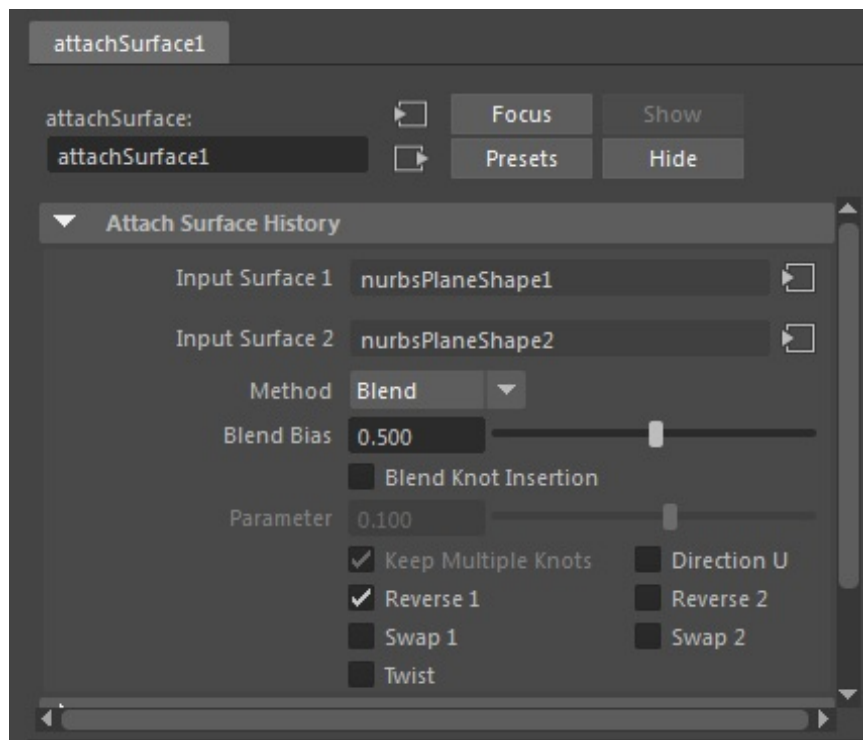 attachSurface1
attachSurface:
Focus
Show
attachSurface1
Presets
Hide
Attach Surface History
Input Surface 1 nurbsPlaneShape1
Input Surface 2 nurbsPlaneShape2
Method Blend
Blend Bias 0.500
Blend Knot Insertion
Parameter 0.100
Keep Multiple Knots Direction U
Reverse 1 Reverse 2
Swap 1 Swap 2
Twist